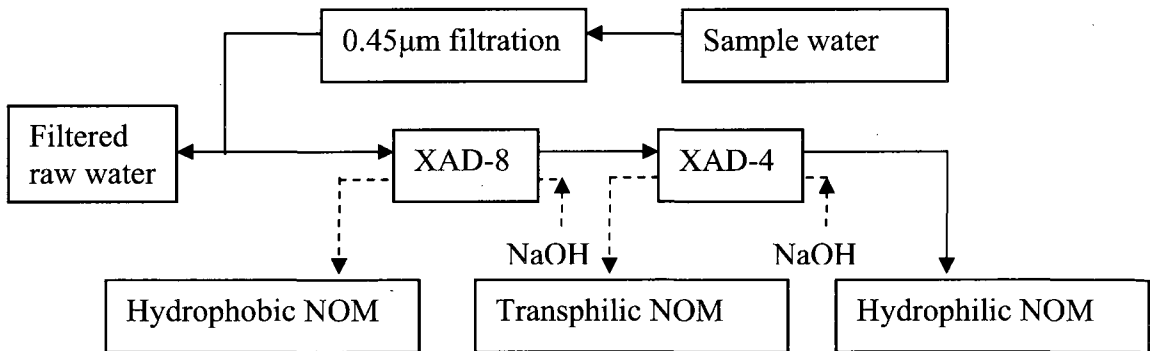 0.45μm filtration
Sample water
Filtered
raw water
XAD-8
XAD-4
NaOH
NaOH
Hydrophobic NOM
Transphilic NOM
Hydrophilic NOM